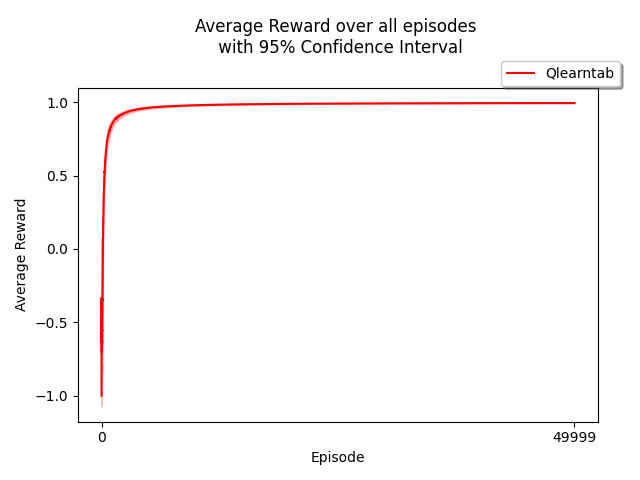 Average Reward over all episodes
with 95% Confidence Interval
Qlearntab
1.0
0.5
0.0
−0.5
−1.0
Average Reward
0 49999
Episode